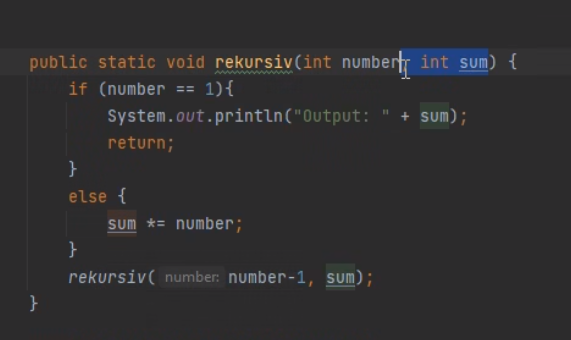 public static void rekursiv(int number, int sum) {
if (number == 1){
System.out.println("Output: " + sum);
return;
}
else {
sum *= number;
}
rekursiv( number: number-1, sum);
}